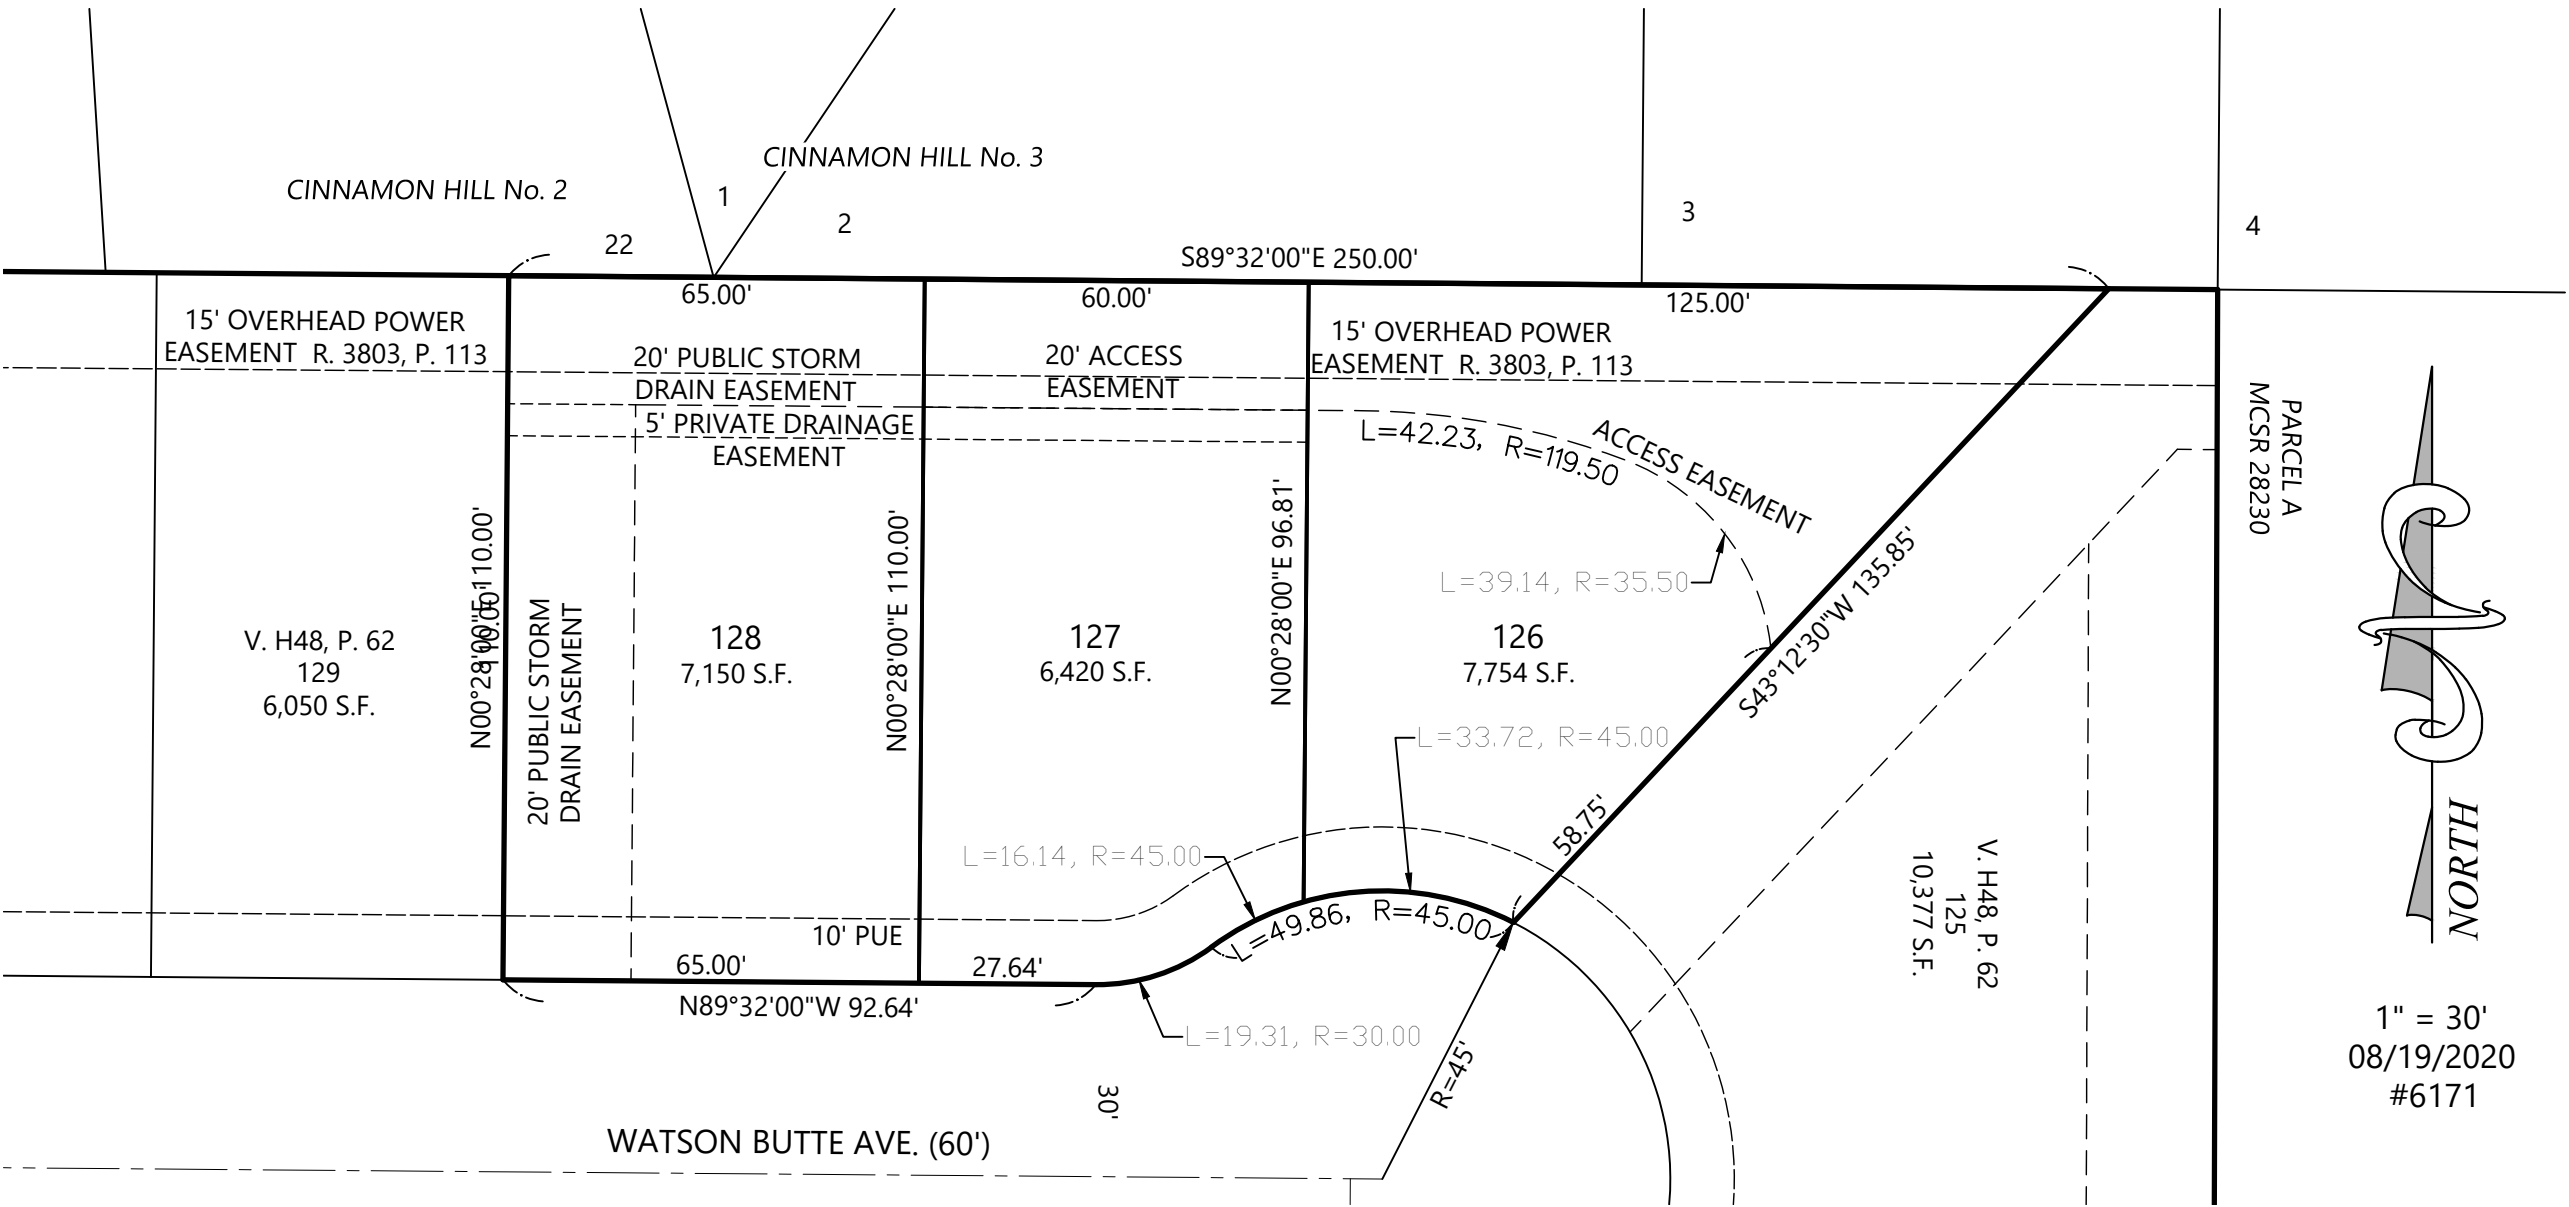 CINNAMON HILL No. 2
CINNAMON HILL No. 3
22
1
2
3
4
S89°32'00"E 250.00'
65.00'
60.00'
125.00'
15' OVERHEAD POWER
EASEMENT R. 3803, P. 113
20' PUBLIC STORM
DRAIN EASEMENT
5' PRIVATE DRAINAGE
EASEMENT
20' ACCESS
EASEMENT
15' OVERHEAD POWER
EASEMENT R. 3803, P. 113
L=42.23, R=119.50
ACCESS EASEMENT
L=39.14, R=35.50
PARCEL A
MCSR 28230
V. H48, P. 62
129
6,050 S.F.
N00°28'00"E 110.00'
110.00'
20' PUBLIC STORM
DRAIN EASEMENT
128
7,150 S.F.
N00°28'00"E 110.00'
127
6,420 S.F.
N00°28'00"E 96.81'
126
7,754 S.F.
S43°12'30"W 135.85'
L=33.72, R=45.00
58.75'
L=16.14, R=45.00
L=49.86, R=45.00
10' PUE
65.00'
27.64'
N89°32'00"W 92.64'
L=19.31, R=30.00
R=45'
30'
WATSON BUTTE AVE. (60')
V. H48, P. 62
125
10,377 S.F.
NORTH
1" = 30'
08/19/2020
#6171